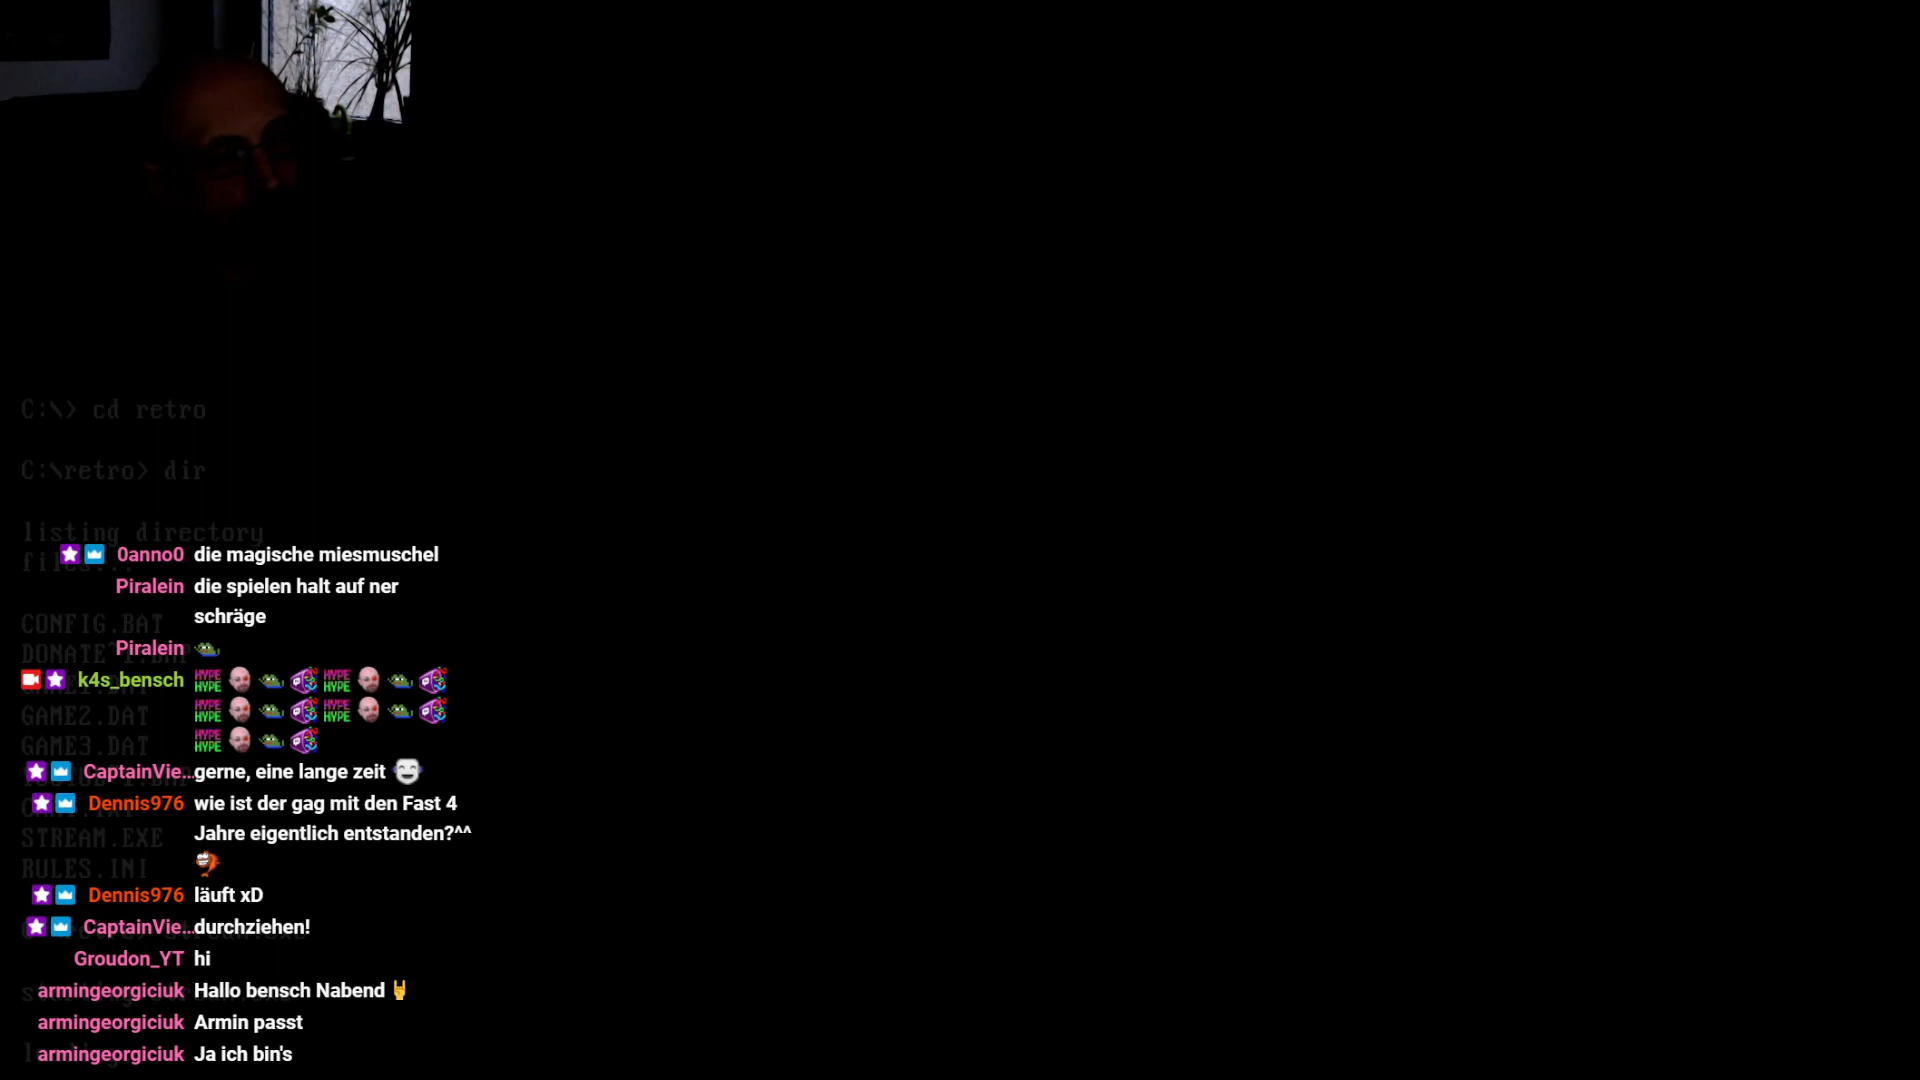 C:\> cd retro
C:\retro> dir
listing directory
0anno0 die magische miesmuschel
Piralein die spielen halt auf ner
schräge
CONFIG.BAT
Piralein
k4s_bensch
GAME2.DAT
GAME3.DAT
CaptainVie... gerne, eine lange zeit
Dennis976 wie ist der gag mit den Fast 4
Jahre eigentlich entstanden?^^
STREAM.EXE
RULES.INI
Dennis976 läuft xD
CaptainVie... durchziehen!
Groudon_YT hi
armingeorgiciuk Hallo bensch Nabend 🤘
armingeorgiciuk Armin passt
armingeorgiciuk Ja ich bin's